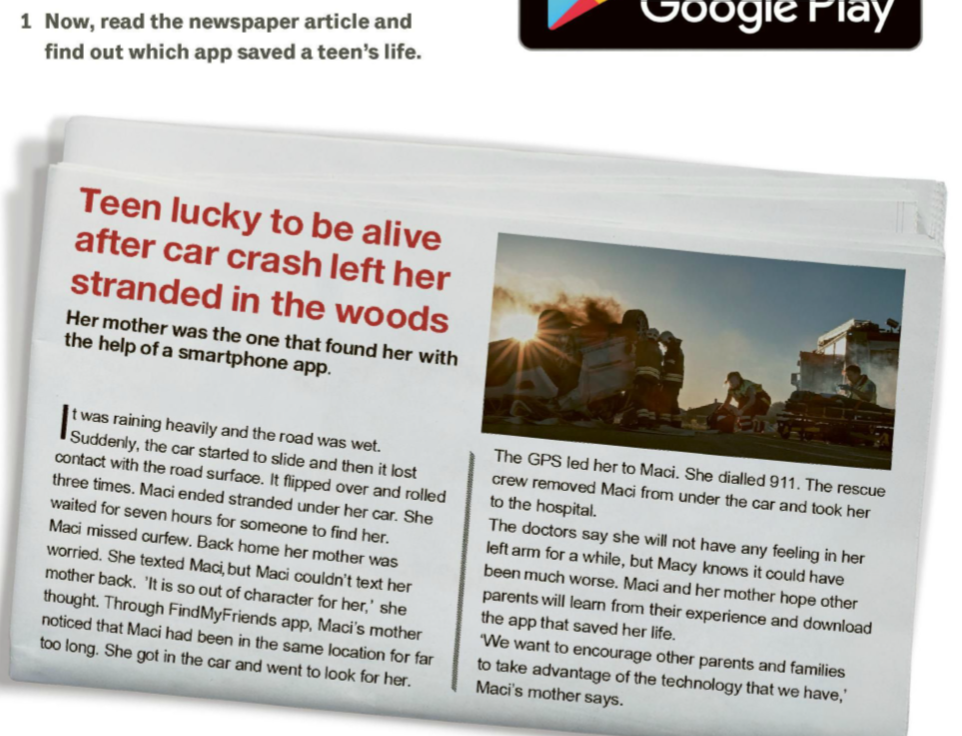 1 Now, read the newspaper article and
find out which app saved a teen's life.
Google Play
Teen lucky to be alive
after car crash left her
stranded in the woods
Her mother was the one that found her with
the help of a smartphone app.
It was raining heavily and the road was wet.
Suddenly, the car started to slide and then it lost
contact with the road surface. It flipped over and rolled
three times. Maci ended stranded under her car. She
waited for seven hours for someone to find her.
Maci missed curfew. Back home her mother was
worried. She texted Maci, but Maci couldn't text her
mother back. 'It is so out of character for her,' she
thought. Through FindMyFriends app, Maci's mother
noticed that Maci had been in the same location for far
too long. She got in the car and went to look for her.
The GPS led her to Maci. She dialled 911. The rescue
crew removed Maci from under the car and took her
to the hospital.
The doctors say she will not have any feeling in her
left arm for a while, but Macy knows it could have
been much worse. Maci and her mother hope other
parents will learn from their experience and download
the app that saved her life.
'We want to encourage other parents and families
to take advantage of the technology that we have,'
Maci's mother says.